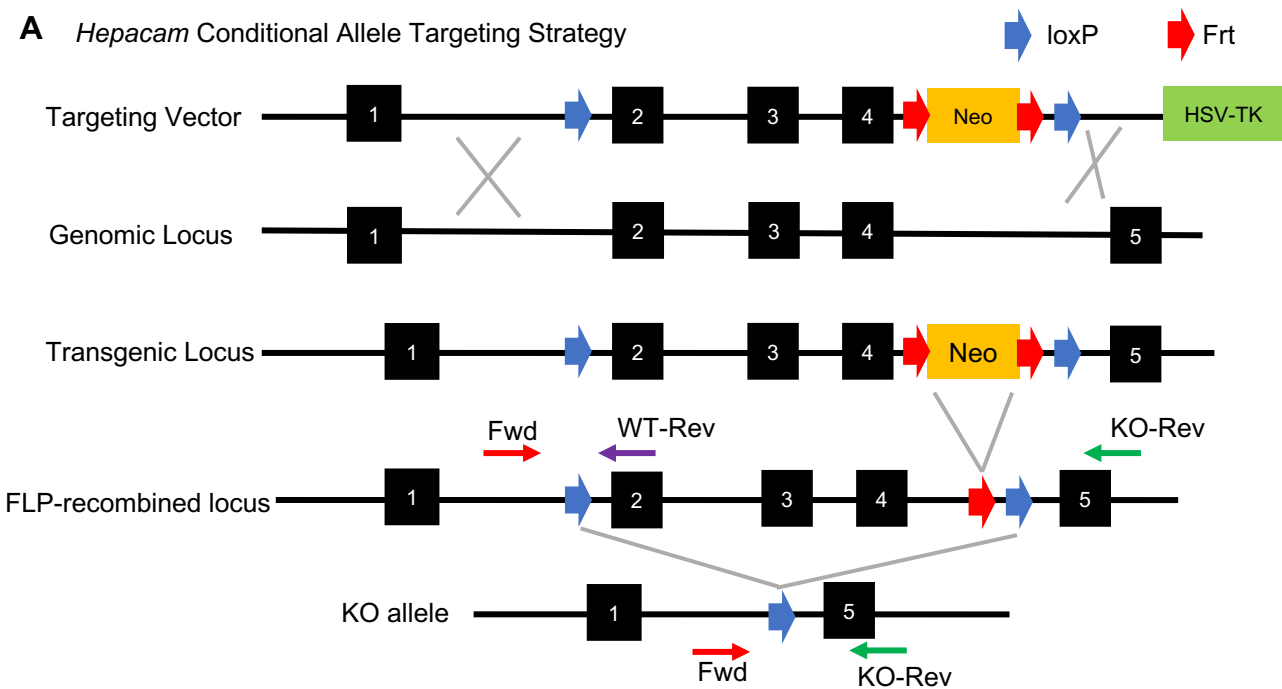 A Hepacam Conditional Allele Targeting Strategy loxP Frt
Targeting Vector 1 2 3 4 Neo HSV-TK
Genomic Locus 1 2 3 4 5
Transgenic Locus 1 2 3 4 Neo 5
Fwd WT-Rev KO-Rev
FLP-recombined locus 1 2 3 4 5
KO allele 1 5
Fwd KO-Rev